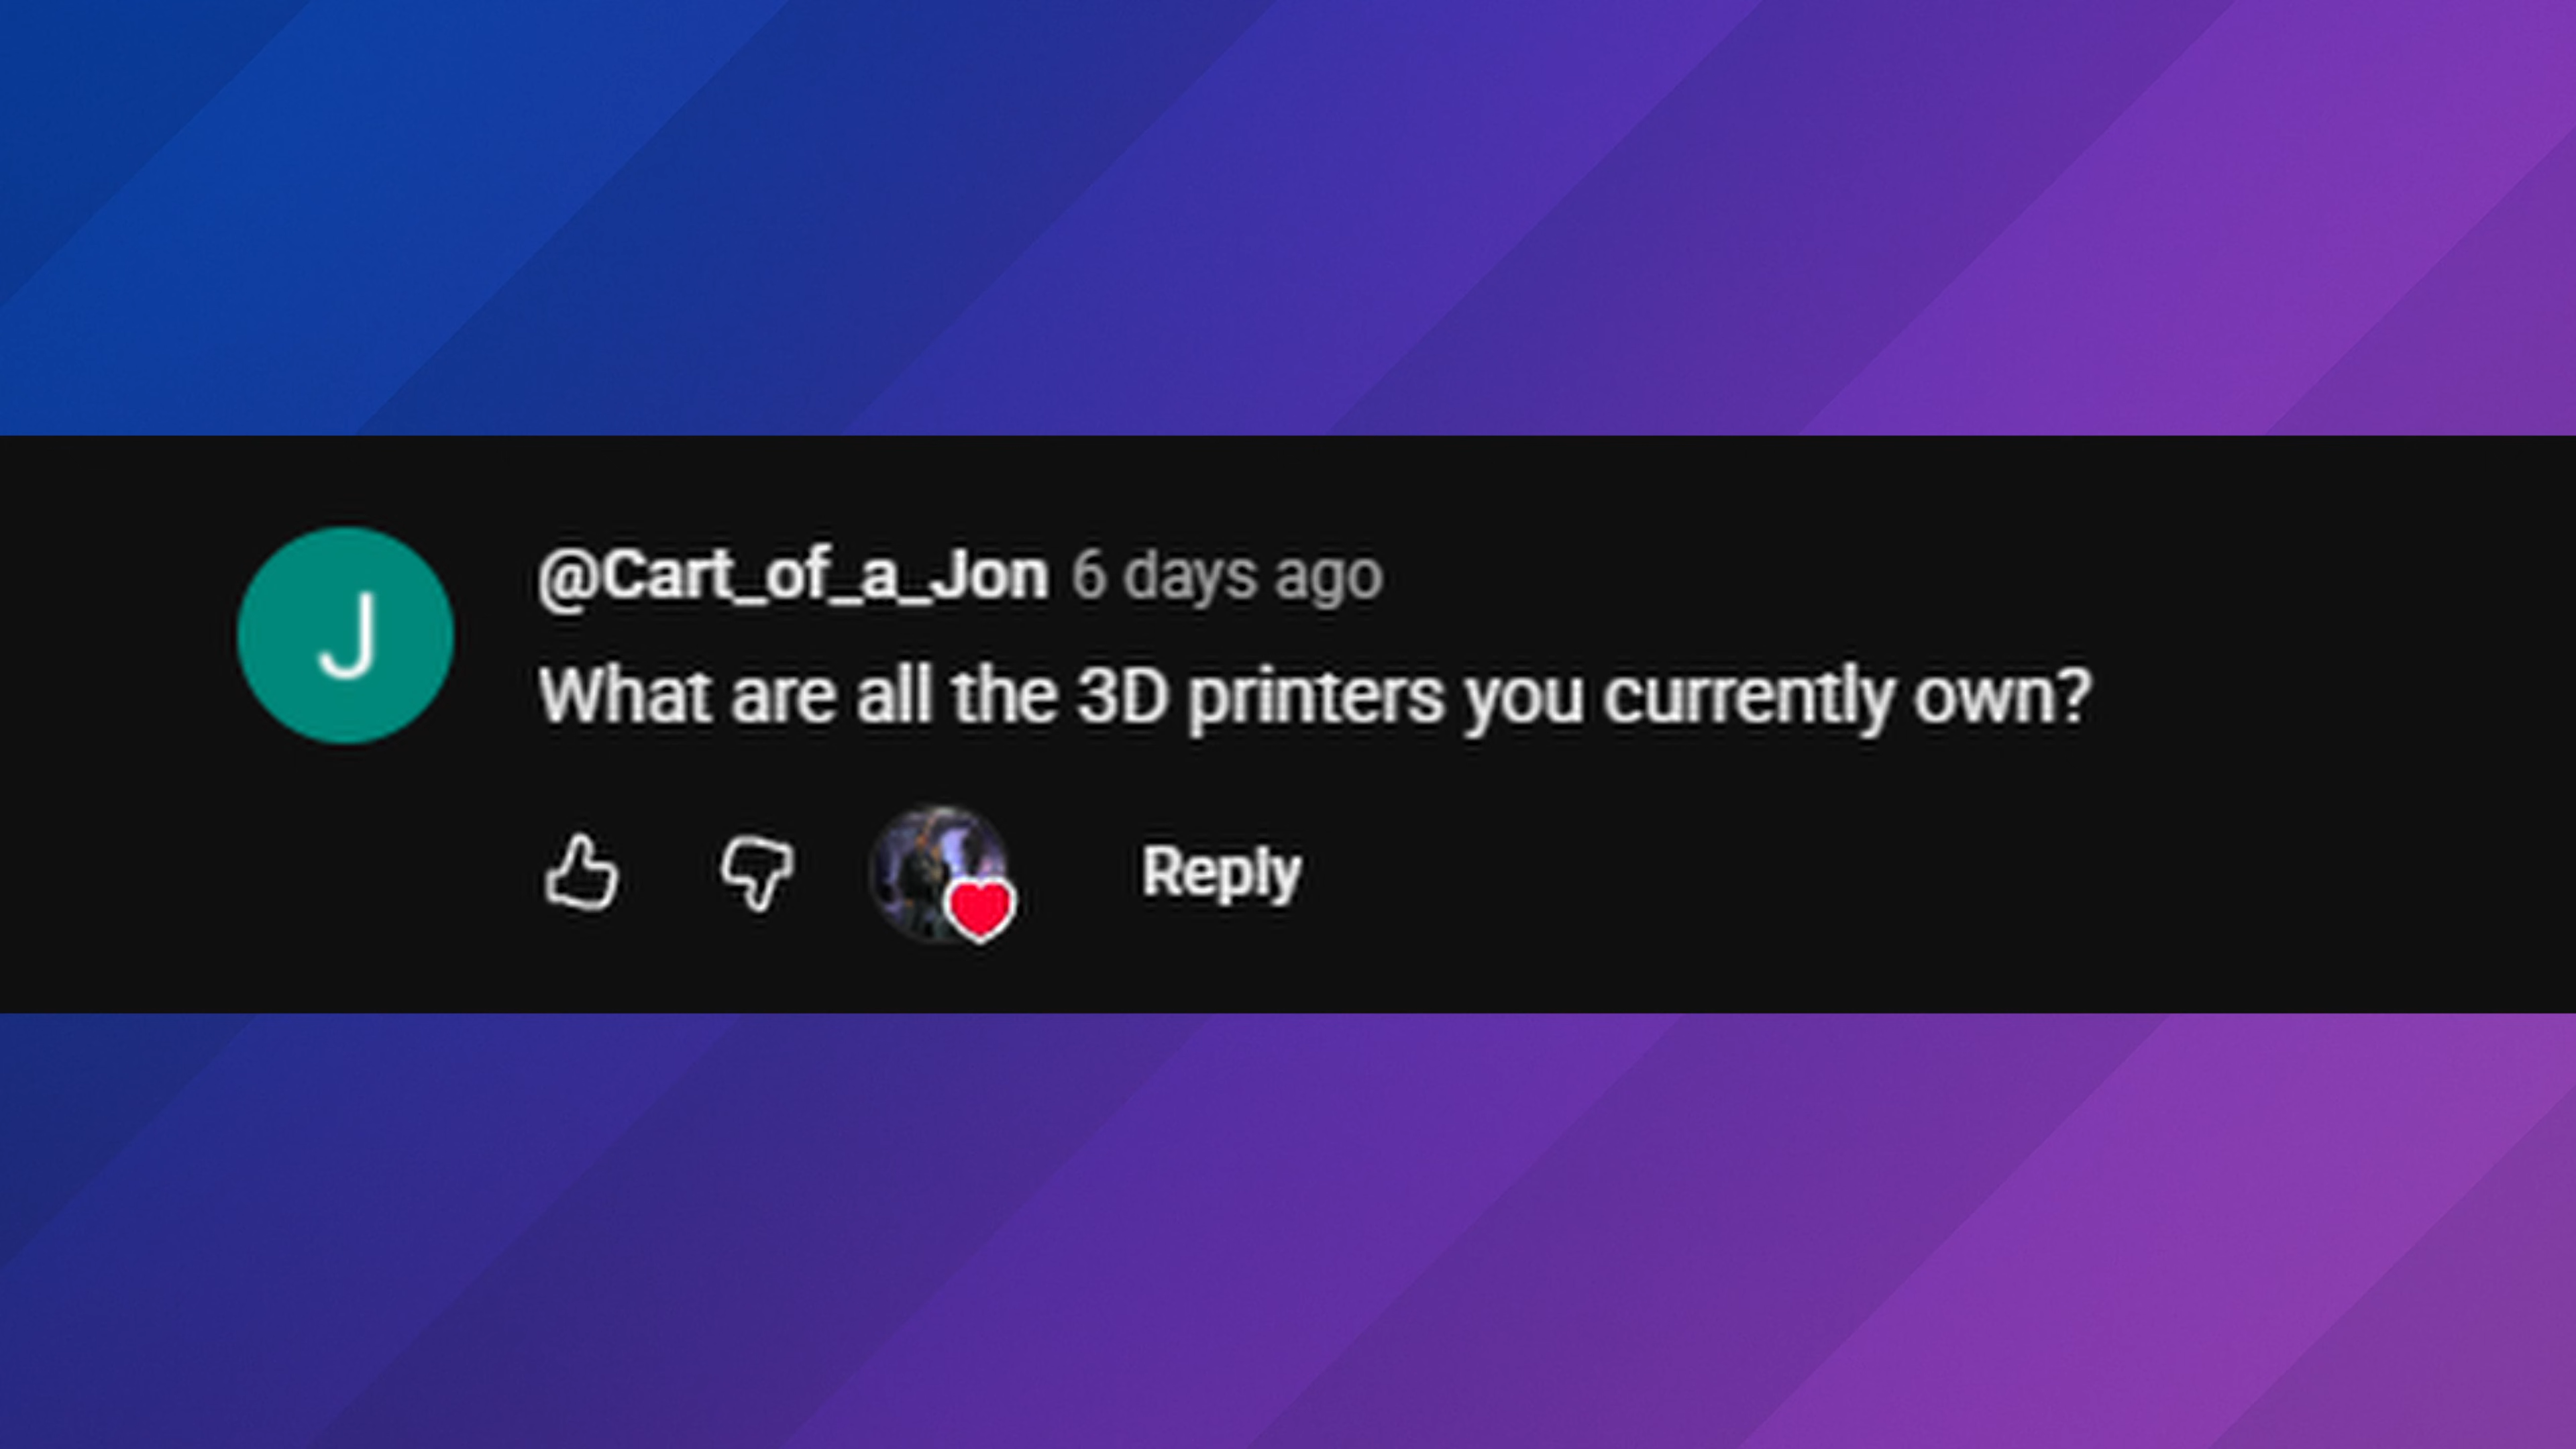 J
@Cart_of_a_Jon 6 days ago
What are all the 3D printers you currently own?
Reply